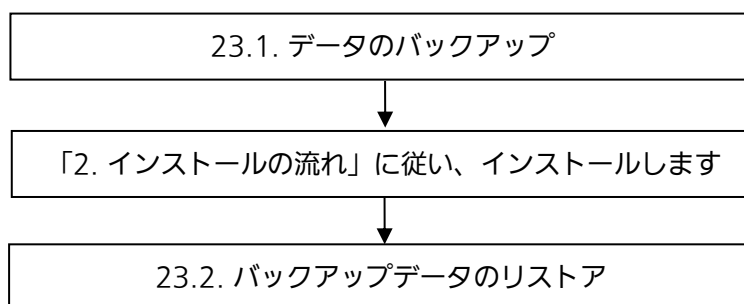 23.1. データのバックアップ
「2. インストールの流れ」に従い、インストールします
23.2. バックアップデータのリストア